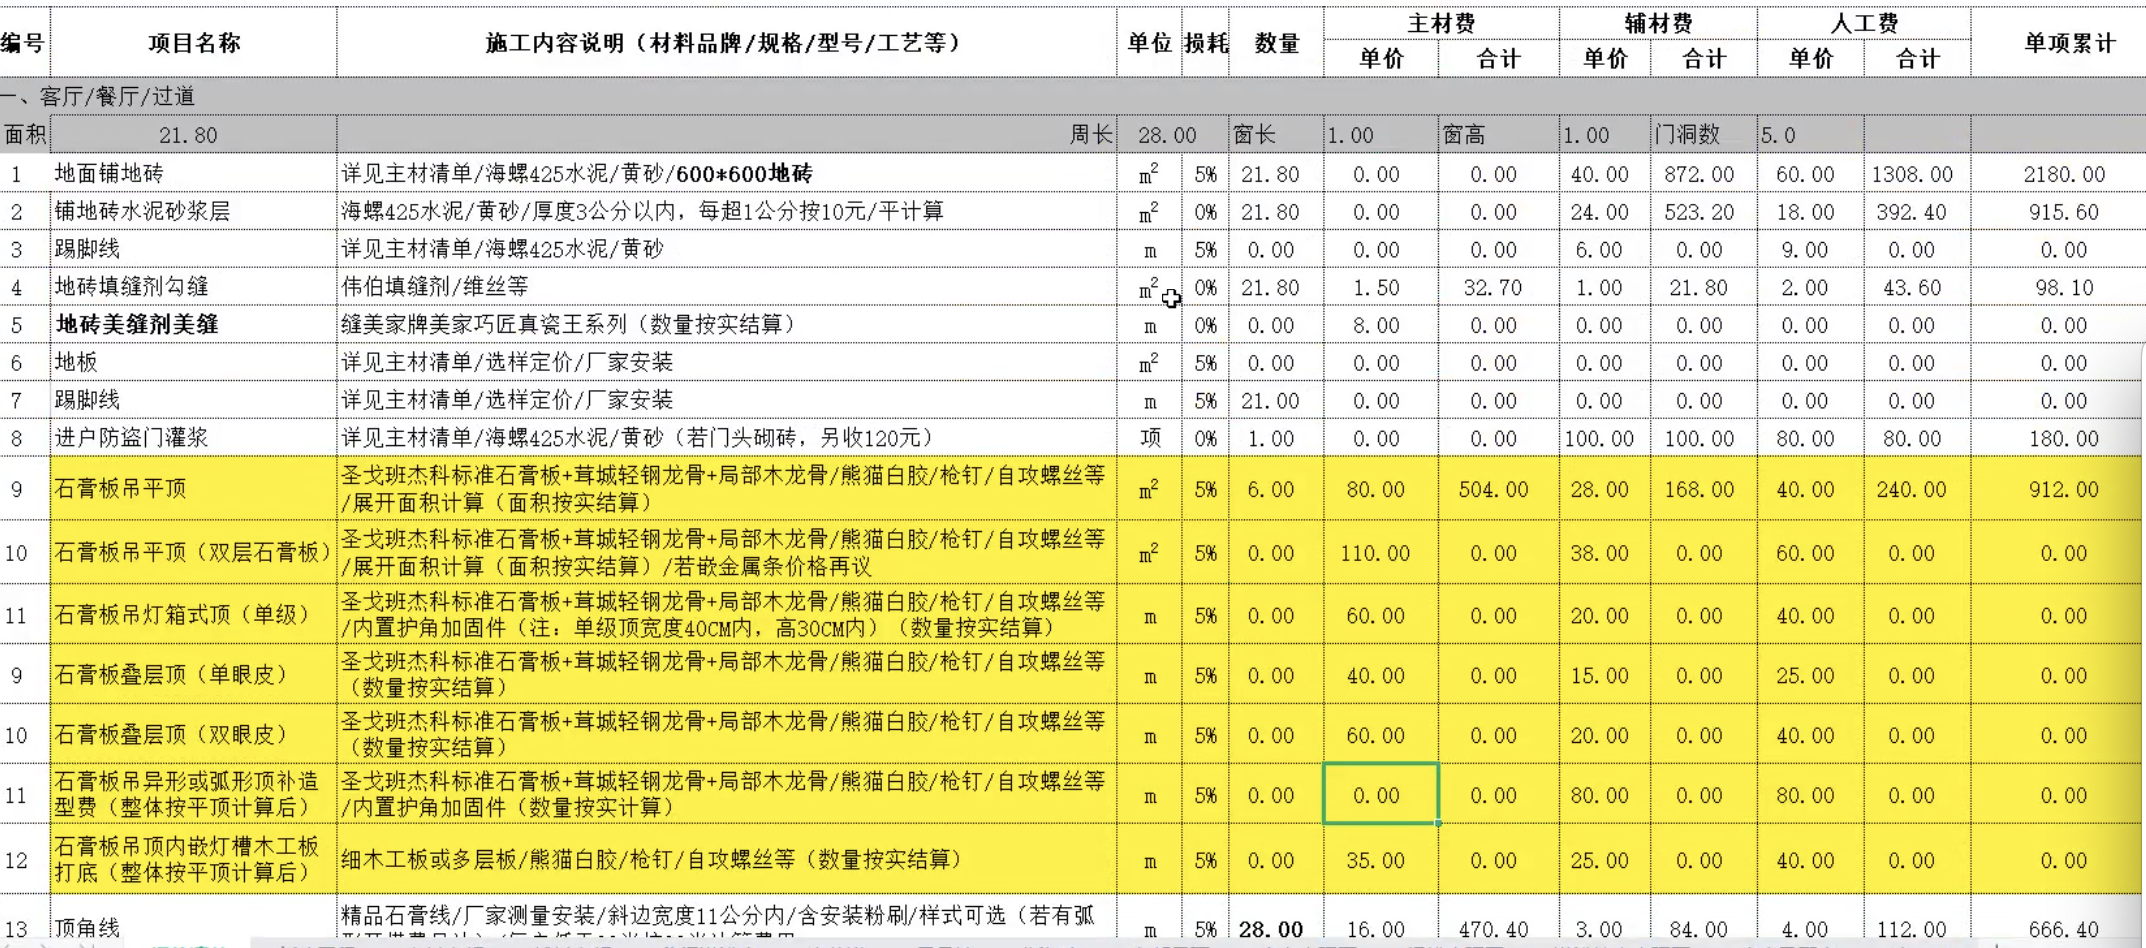 编号 项目名称 施工内容说明（材料品牌/规格/型号/工艺等） 单位 损耗 数量 主材费 辅材费 人工费 单项累计
单价 合计 单价 合计 单价 合计
一、客厅/餐厅/过道
面积 21.80 周长 28.00 窗长 1.00 窗高 1.00 门洞数 5.0
1 地面铺地砖 详见主材清单/海螺425水泥/黄砂/600*600地砖 m² 5% 21.80 0.00 0.00 40.00 872.00 60.00 1308.00 2180.00
2 铺地砖水泥砂浆层 海螺425水泥/黄砂/厚度3公分以内，每超1公分按10元/平计算 m² 0% 21.80 0.00 0.00 24.00 523.20 18.00 392.40 915.60
3 踢脚线 详见主材清单/海螺425水泥/黄砂 m 5% 0.00 0.00 0.00 6.00 0.00 9.00 0.00 0.00
4 地砖填缝剂勾缝 伟伯填缝剂/维丝等 m² 0% 21.80 1.50 32.70 1.00 21.80 2.00 43.60 98.10
5 地砖美缝剂美缝 缝美家牌美家巧匠真瓷王系列（数量按实结算） m 0% 0.00 8.00 0.00 0.00 0.00 0.00 0.00 0.00
6 地板 详见主材清单/选样定价/厂家安装 m² 5% 0.00 0.00 0.00 0.00 0.00 0.00 0.00 0.00
7 踢脚线 详见主材清单/选样定价/厂家安装 m 5% 21.00 0.00 0.00 0.00 0.00 0.00 0.00 0.00
8 进户防盗门灌浆 详见主材清单/海螺425水泥/黄砂（若门头砌砖，另收120元） 项 0% 1.00 0.00 0.00 100.00 100.00 80.00 80.00 180.00
9 石膏板吊平顶 圣戈班杰科标准石膏板+茸城轻钢龙骨+局部木龙骨/熊猫白胶/枪钉/自攻螺丝等
/展开面积计算（面积按实结算） m² 5% 6.00 80.00 504.00 28.00 168.00 40.00 240.00 912.00
10 石膏板吊平顶（双层石膏板） 圣戈班杰科标准石膏板+茸城轻钢龙骨+局部木龙骨/熊猫白胶/枪钉/自攻螺丝等
/展开面积计算（面积按实结算）/若嵌金属条价格再议 m² 5% 0.00 110.00 0.00 38.00 0.00 60.00 0.00 0.00
11 石膏板吊灯箱式顶（单级） 圣戈班杰科标准石膏板+茸城轻钢龙骨+局部木龙骨/熊猫白胶/枪钉/自攻螺丝等
/内置护角加固件（注：单级顶宽度40CM内，高30CM内）（数量按实结算） m 5% 0.00 60.00 0.00 20.00 0.00 40.00 0.00 0.00
9 石膏板叠层顶（单眼皮） 圣戈班杰科标准石膏板+茸城轻钢龙骨+局部木龙骨/熊猫白胶/枪钉/自攻螺丝等
（数量按实结算） m 5% 0.00 40.00 0.00 15.00 0.00 25.00 0.00 0.00
10 石膏板叠层顶（双眼皮） 圣戈班杰科标准石膏板+茸城轻钢龙骨+局部木龙骨/熊猫白胶/枪钉/自攻螺丝等
（数量按实结算） m 5% 0.00 60.00 0.00 20.00 0.00 40.00 0.00 0.00
11 石膏板吊异形或弧形顶补造 圣戈班杰科标准石膏板+茸城轻钢龙骨+局部木龙骨/熊猫白胶/枪钉/自攻螺丝等
型费（整体按平顶计算后） /内置护角加固件（数量按实计算） m 5% 0.00 0.00 0.00 80.00 0.00 80.00 0.00 0.00
12 石膏板吊顶内嵌灯槽木工板
打底（整体按平顶计算后） 细木工板或多层板/熊猫白胶/枪钉/自攻螺丝等（数量按实结算） m 5% 0.00 35.00 0.00 25.00 0.00 40.00 0.00 0.00
13 顶角线 精品石膏线/厂家测量安装/斜边宽度11公分内/含安装粉刷/样式可选（若有弧 m 5% 28.00 16.00 470.40 3.00 84.00 4.00 112.00 666.40